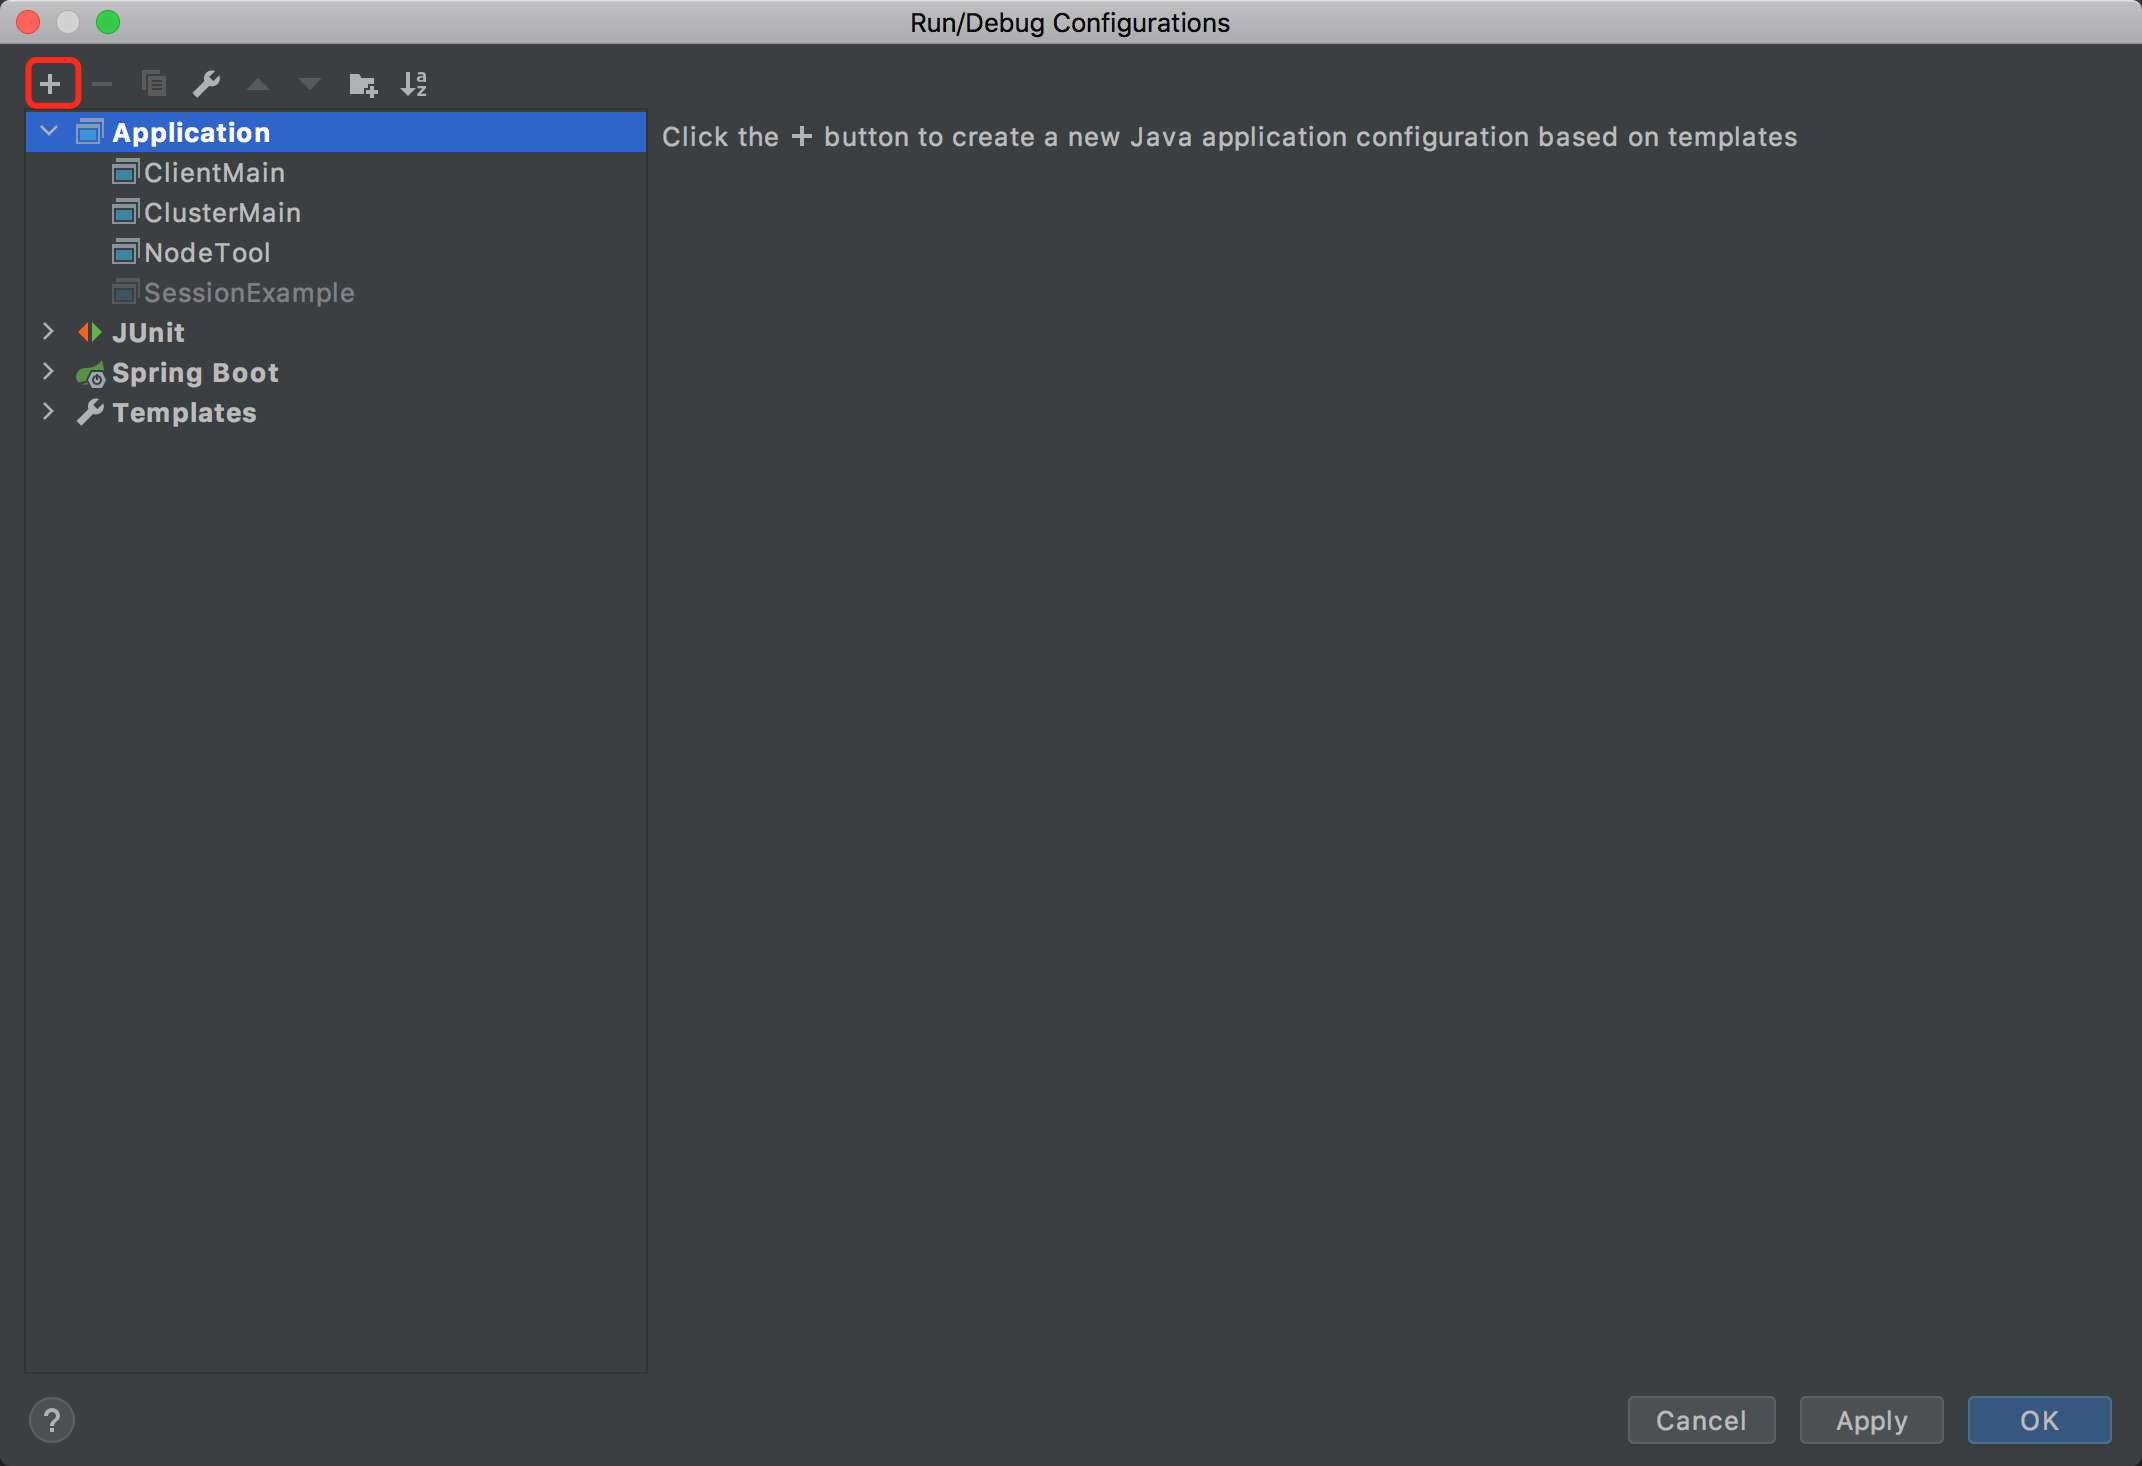 Run/Debug Configurations
Application
Click the + button to create a new Java application configuration based on templates
ClientMain
ClusterMain
NodeTool
SessionExample
JUnit
Spring Boot
Templates
?
Cancel
Apply
OK